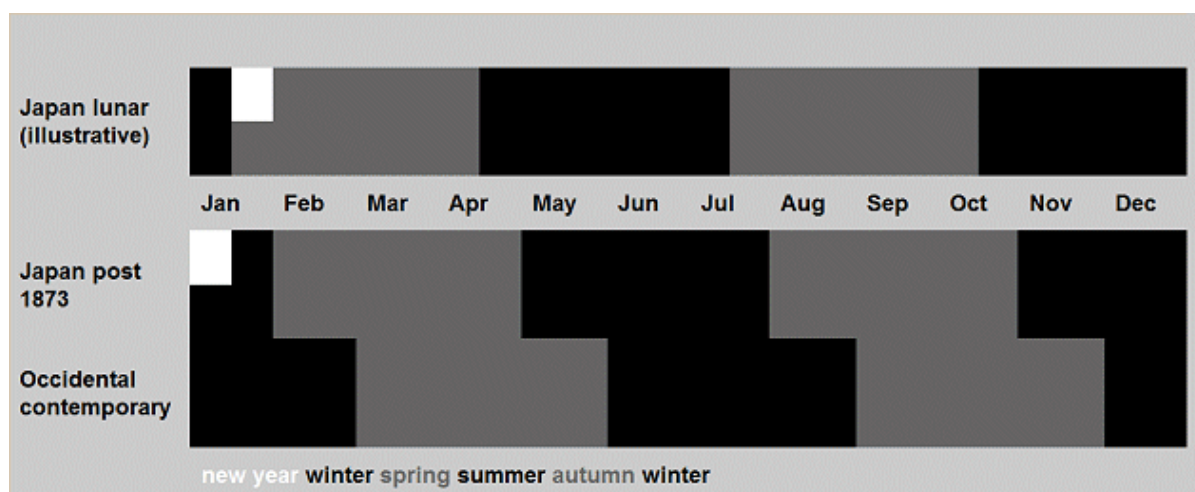 Japan lunar
(illustrative)
Jan Feb Mar Apr May Jun Jul Aug Sep Oct Nov Dec
Japan post
1873
Occidental
contemporary
new year winter spring summer autumn winter